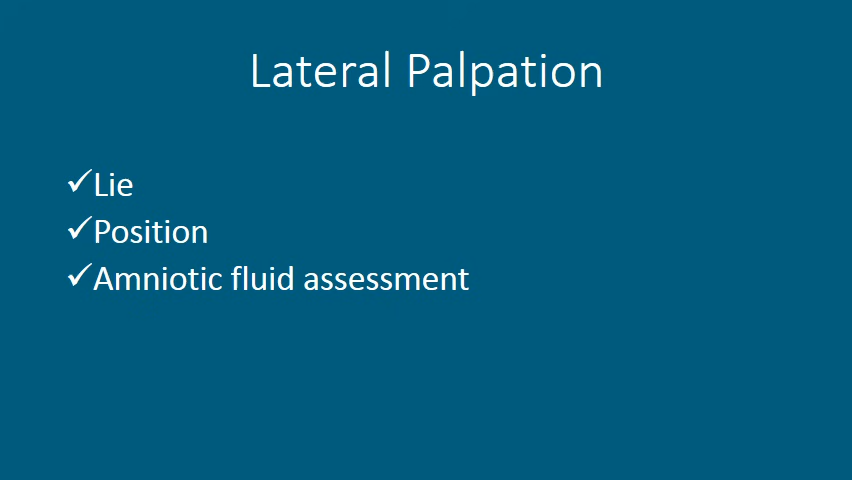 Lateral Palpation
✓Lie
✓Position
✓Amniotic fluid assessment